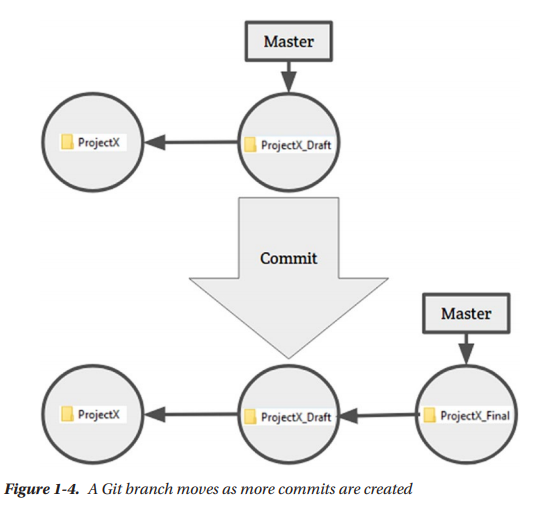 Master
ProjectX
ProjectX_Draft
Commit
Master
ProjectX
ProjectX_Draft
ProjectX_Final
Figure 1-4. A Git branch moves as more commits are created